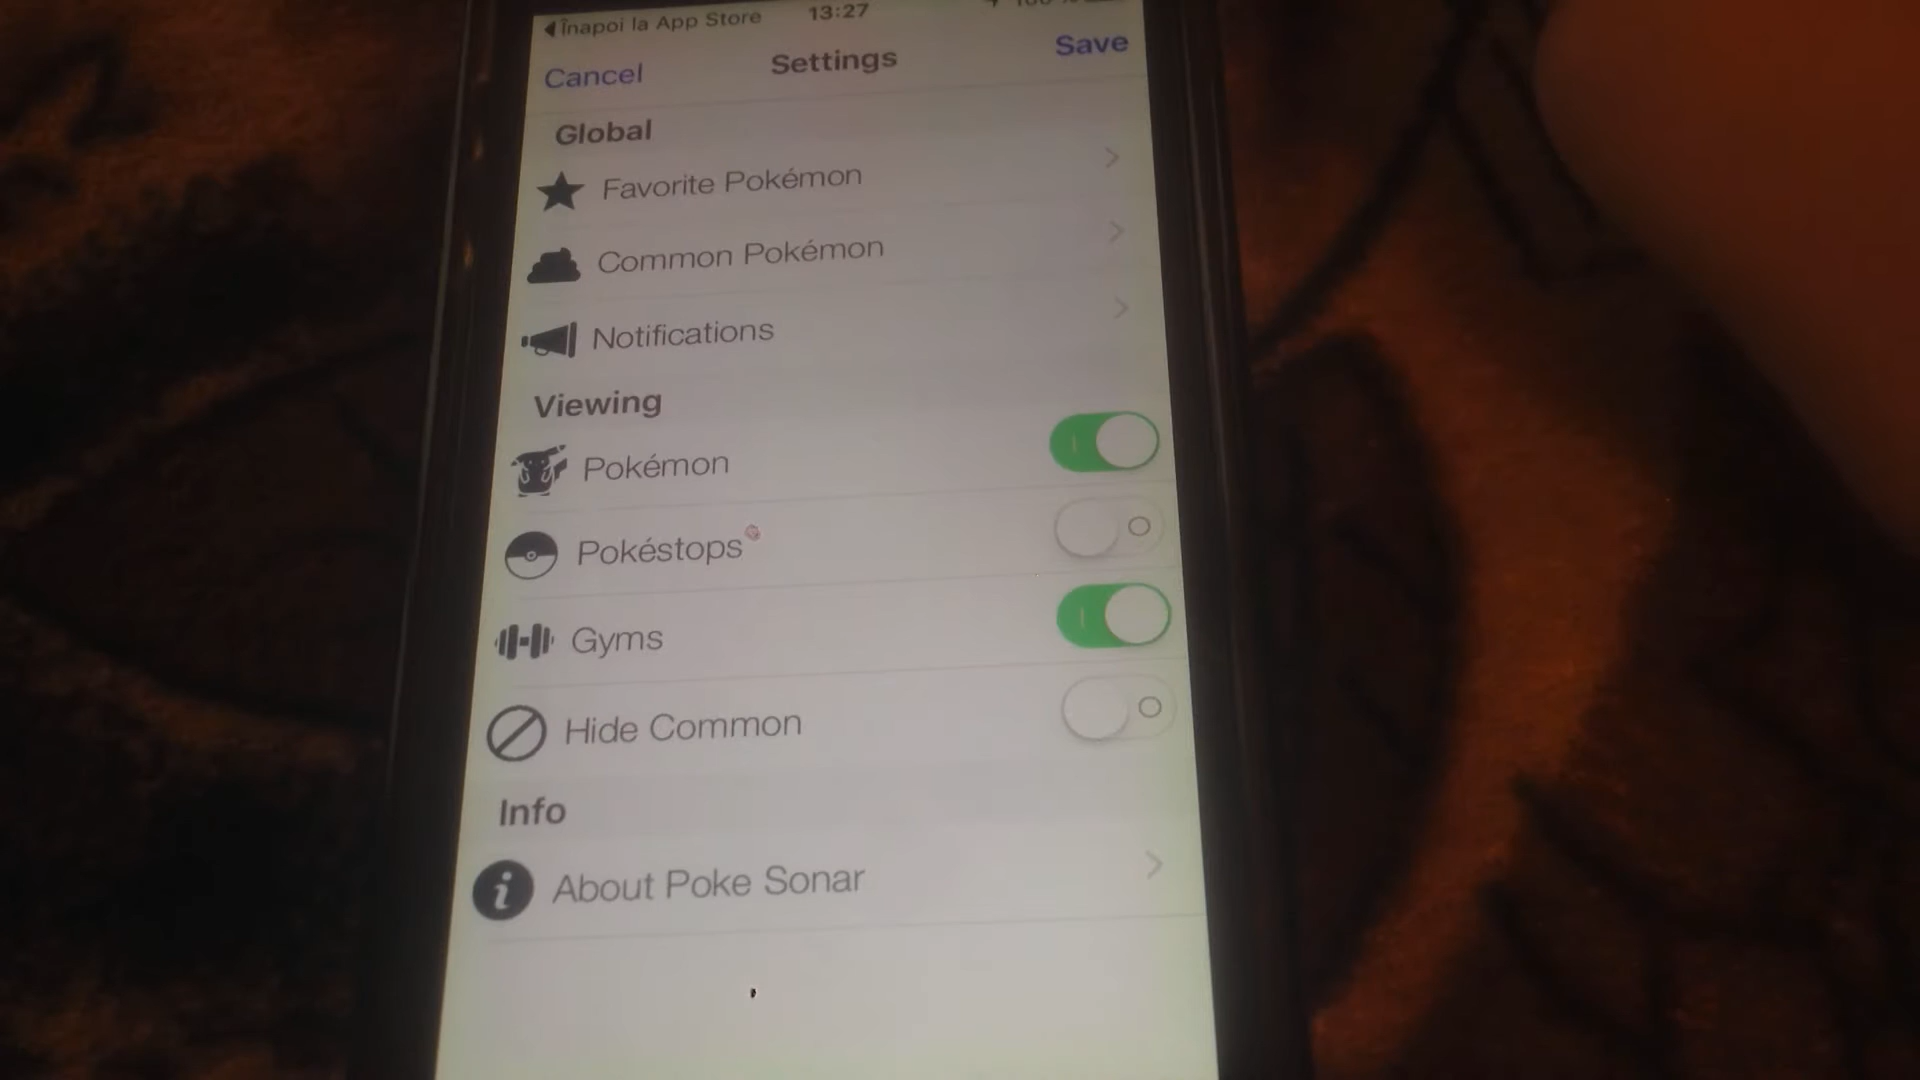 Înapoi la App Store 13:27
Cancel Settings Save
Global
Favorite Pokémon
Common Pokémon
Notifications
Viewing
Pokémon
Pokéstops
Gyms
Hide Common
Info
About Poke Sonar